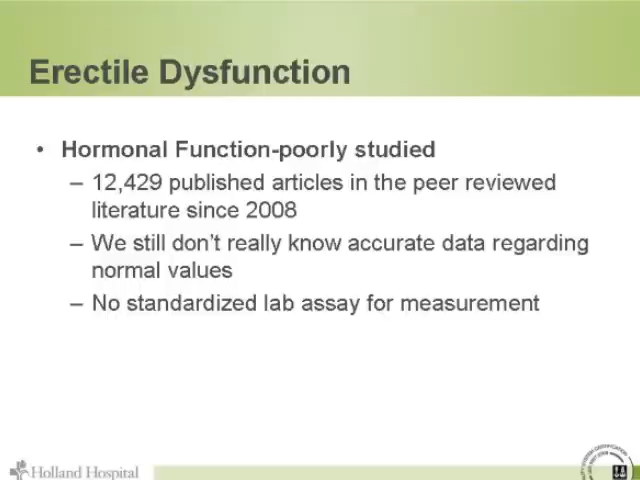 Erectile Dysfunction
• Hormonal Function-poorly studied
– 12,429 published articles in the peer reviewed
literature since 2008
– We still don't really know accurate data regarding
normal values
– No standardized lab assay for measurement
Holland Hospital